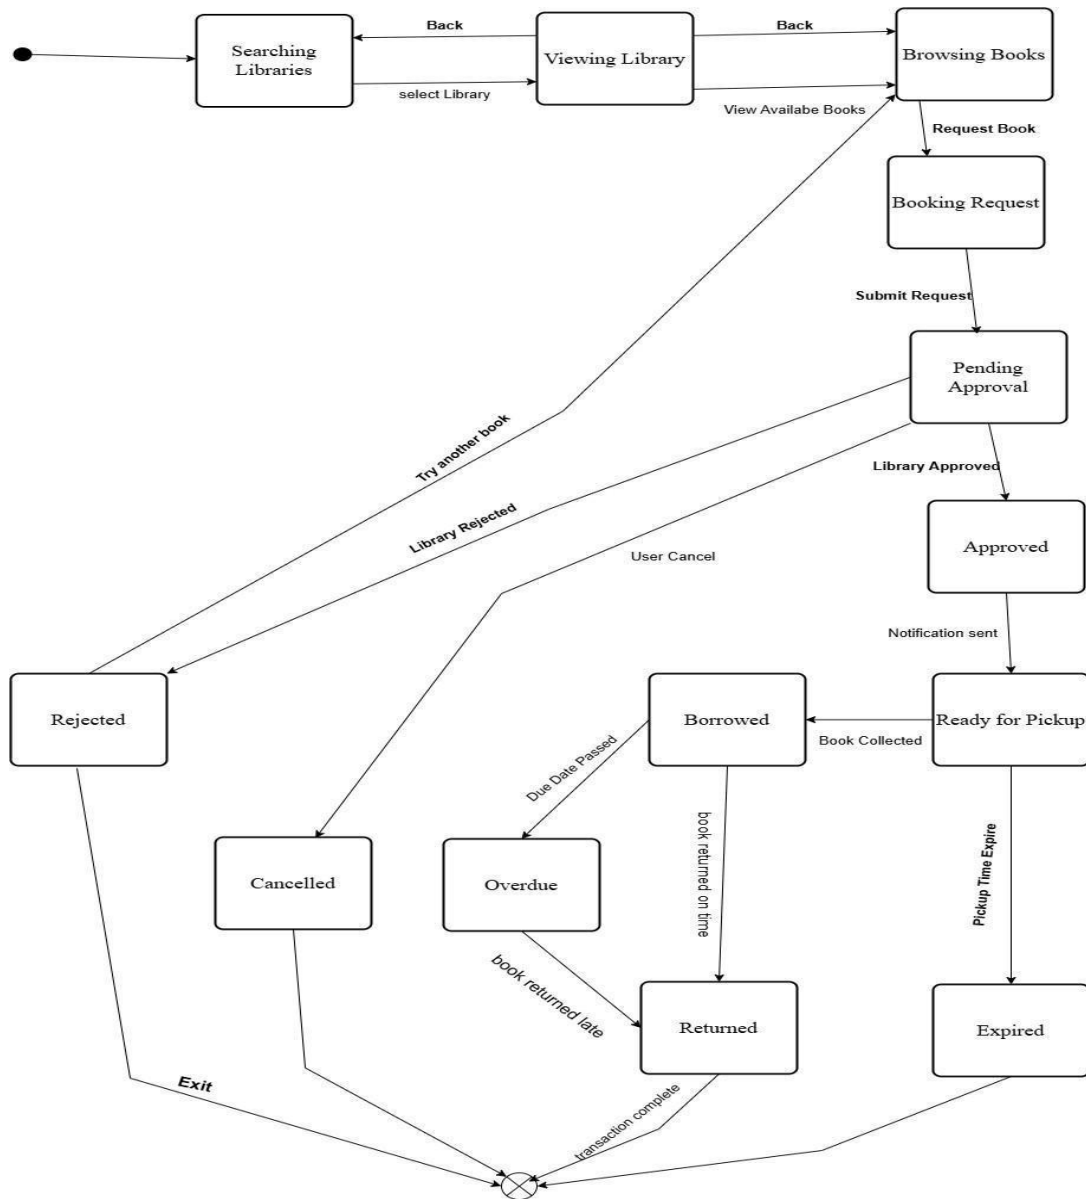 Back
Back
Searching
Libraries
Viewing Library
Browsing Books
select Library
View Availabe Books
Request Book
Booking Request
Submit Request
Pending
Approval
Try another book
Library Approved
Library Rejected
User Cancel
Approved
Notification sent
Rejected
Borrowed
Ready for Pickup
Book Collected
Due Date Passed
book returned on time
Pickup Time Expire
Cancelled
Overdue
book returned late
Returned
Expired
Exit
transaction complete